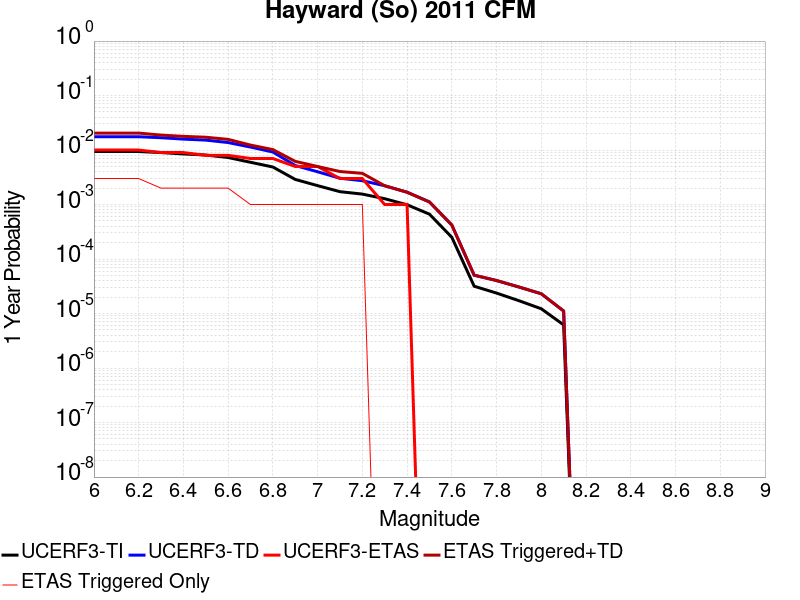 Hayward (So) 2011 CFM
10^0
10^-1
10^-2
10^-3
10^-4
10^-5
10^-6
10^-7
10^-8
1 Year Probability
6 6.2 6.4 6.6 6.8 7 7.2 7.4 7.6 7.8 8 8.2 8.4 8.6 8.8 9
Magnitude
UCERF3-TI UCERF3-TD UCERF3-ETAS ETAS Triggered+TD
ETAS Triggered Only